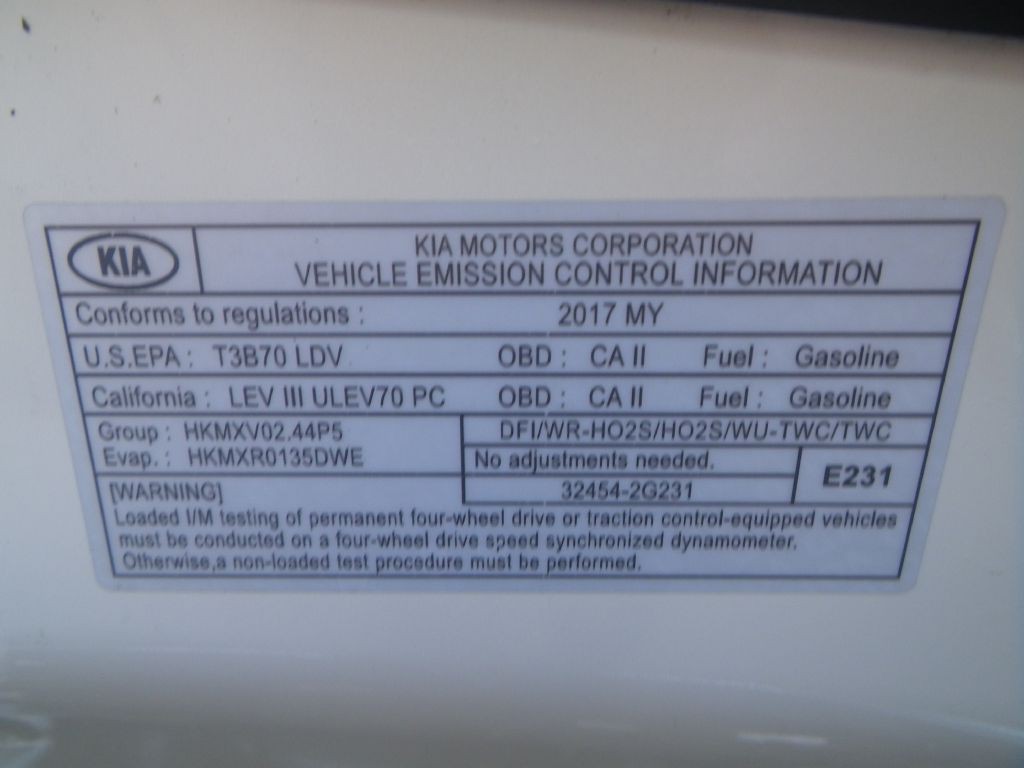 KIA
KIA MOTORS CORPORATION
VEHICLE EMISSION CONTROL INFORMATION
Conforms to regulations : 2017 MY
U.S.EPA : T3B70 LDV OBD : CA II Fuel : Gasoline
California : LEV III ULEV70 PC OBD : CA II Fuel : Gasoline
Group : HKMXV02.44P5
Evap. : HKMXR0135DWE
DFI/WR-HO2S/HO2S/WU-TWC/TWC
No adjustments needed.
32454-2G231
E231
[WARNING]
Loaded I/M testing of permanent four-wheel drive or traction control-equipped vehicles
must be conducted on a four-wheel drive speed synchronized dynamometer.
Otherwise,a non-loaded test procedure must be performed.